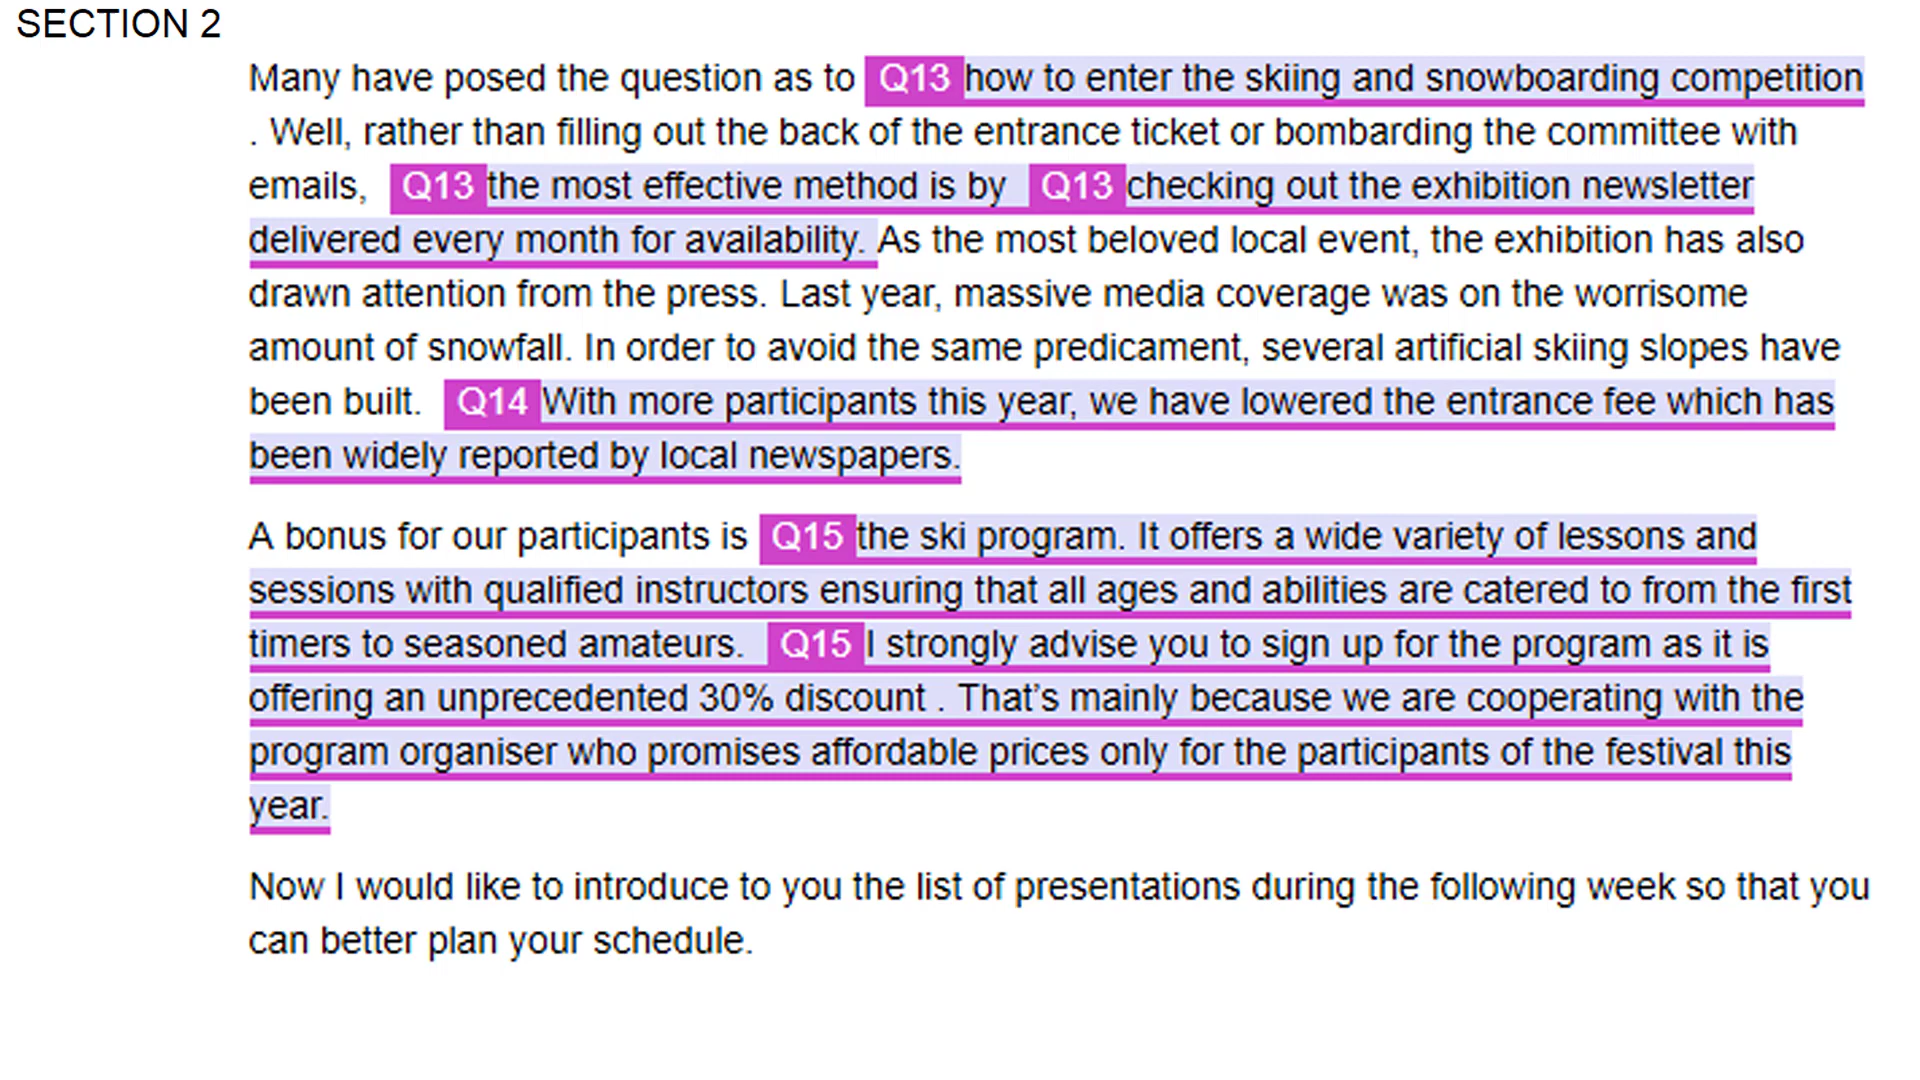 SECTION 2
Many have posed the question as to Q13 how to enter the skiing and snowboarding competition
. Well, rather than filling out the back of the entrance ticket or bombarding the committee with
emails, Q13 the most effective method is by Q13 checking out the exhibition newsletter
delivered every month for availability. As the most beloved local event, the exhibition has also
drawn attention from the press. Last year, massive media coverage was on the worrisome
amount of snowfall. In order to avoid the same predicament, several artificial skiing slopes have
been built. Q14 With more participants this year, we have lowered the entrance fee which has
been widely reported by local newspapers.
A bonus for our participants is Q15 the ski program. It offers a wide variety of lessons and
sessions with qualified instructors ensuring that all ages and abilities are catered to from the first
timers to seasoned amateurs. Q15 I strongly advise you to sign up for the program as it is
offering an unprecedented 30% discount . That's mainly because we are cooperating with the
program organiser who promises affordable prices only for the participants of the festival this
year.
Now I would like to introduce to you the list of presentations during the following week so that you
can better plan your schedule.